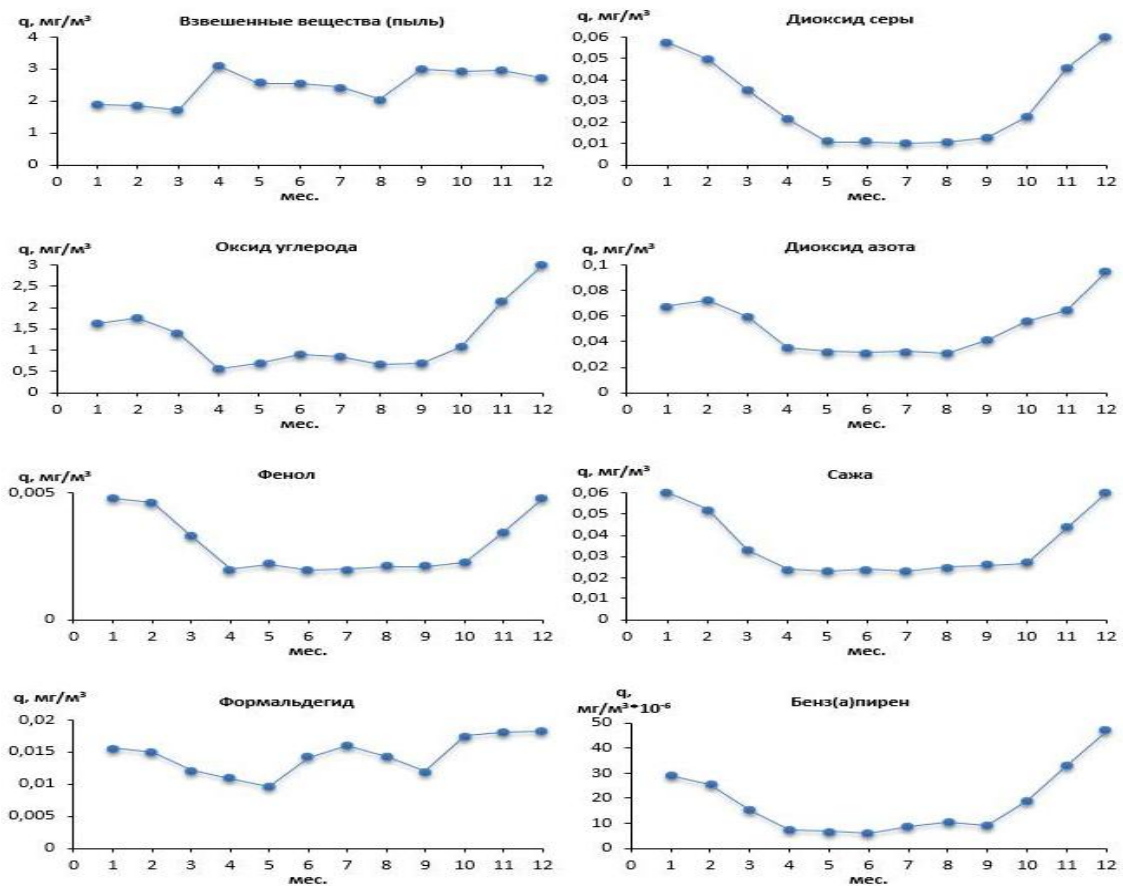 q, мг/м³
Взвешенные вещества (пыль)
4
3
2
1
0
0 1 2 3 4 5 6 7 8 9 10 11 12
мес.
q, мг/м³
Диоксид серы
0,06
0,05
0,04
0,03
0,02
0,01
0
0 1 2 3 4 5 6 7 8 9 10 11 12
мес.
q, мг/м³
Оксид углерода
3
2,5
2
1,5
1
0,5
0
0 1 2 3 4 5 6 7 8 9 10 11 12
мес.
q, мг/м³
Диоксид азота
0,1
0,08
0,06
0,04
0,02
0
0 1 2 3 4 5 6 7 8 9 10 11 12
мес.
q, мг/м³
Фенол
0,005
0
0 1 2 3 4 5 6 7 8 9 10 11 12
мес.
q, мг/м³
Сажа
0,06
0,05
0,04
0,03
0,02
0,01
0
0 1 2 3 4 5 6 7 8 9 10 11 12
мес.
q, мг/м³
Формальдегид
0,02
0,015
0,01
0,005
0
0 1 2 3 4 5 6 7 8 9 10 11 12
мес.
q,
мг/м³*10⁻⁶
Бенз(а)пирен
50
40
30
20
10
0
0 1 2 3 4 5 6 7 8 9 10 11 12
мес.